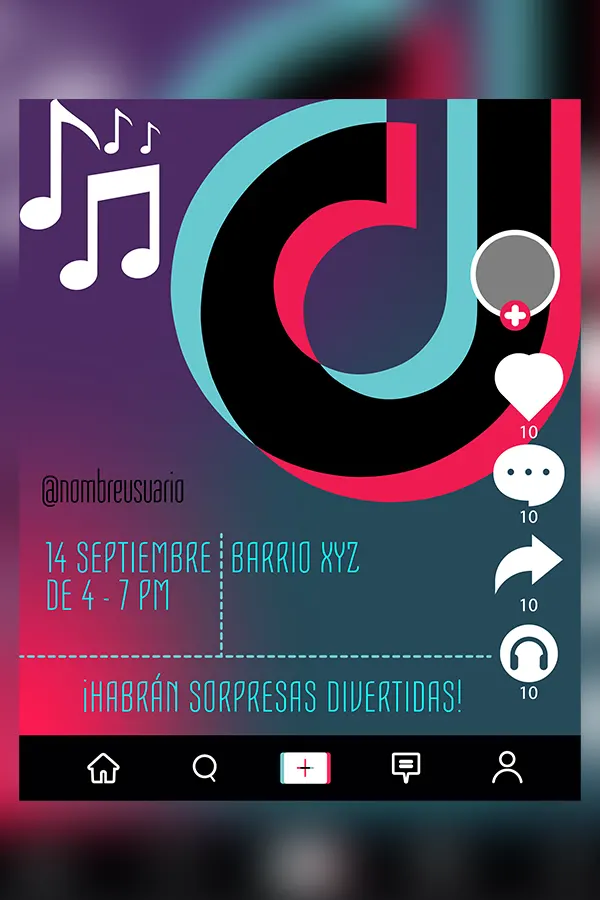 @nombreusuario
14 SEPTIEMBRE
DE 4 - 7 PM
BARRIO XYZ
¡HABRÁN SORPRESAS DIVERTIDAS!
10
10
10
10